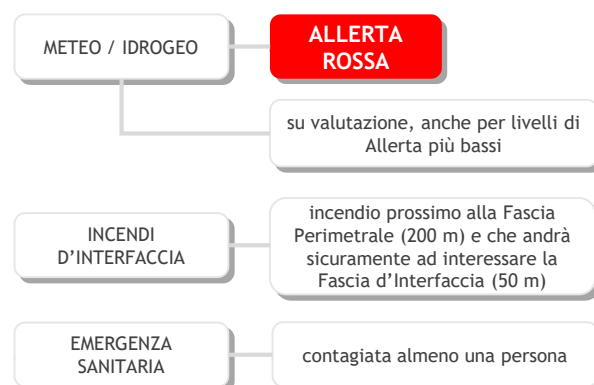 METEO / IDROGEO
ALLERTA
ROSSA
su valutazione, anche per livelli di
Allerta più bassi
INCENDI
D’INTERFACCIA
incendio prossimo alla Fascia
Perimetrale (200 m) e che andrà
sicuramente ad interessare la
Fascia d’Interfaccia (50 m)
EMERGENZA
SANITARIA
contagiata almeno una persona